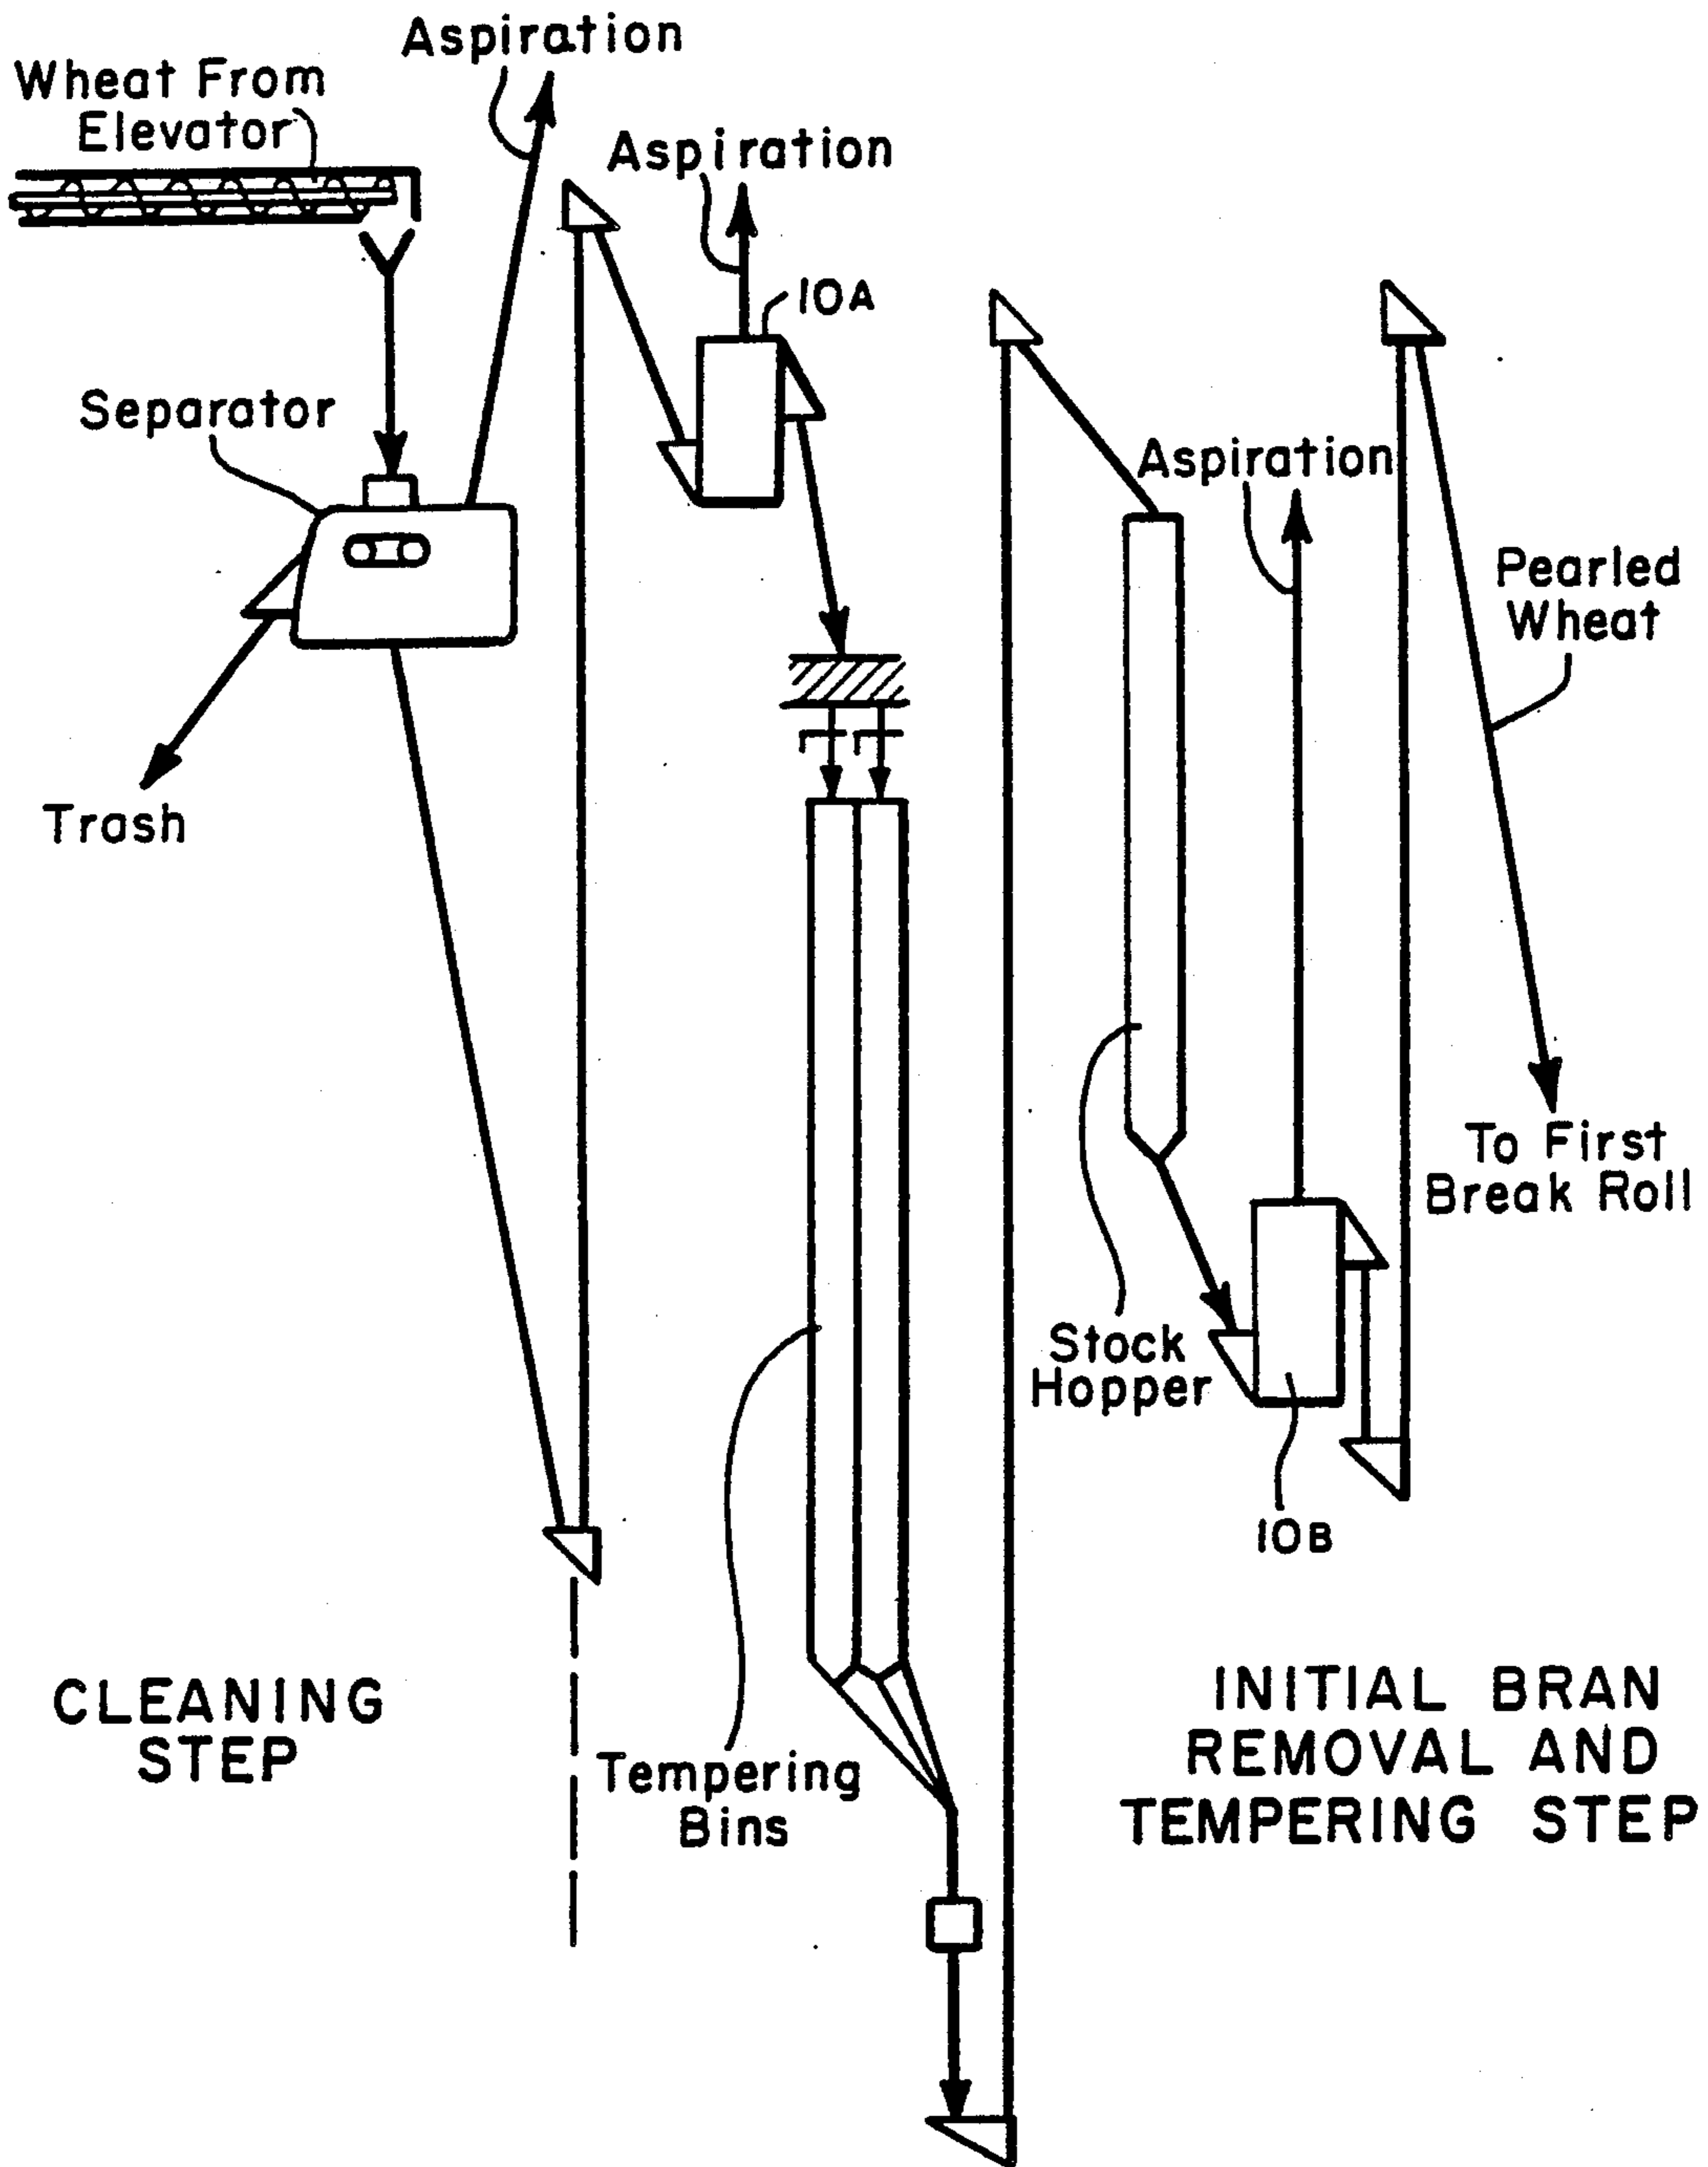 Aspiration
Wheat From
Elevator
Aspiration
10A
Separator
Aspiration
Pearled
Wheat
Trash
To First
Break Roll
Stock
Hopper
10B
CLEANING
STEP
Tempering
Bins
INITIAL BRAN
REMOVAL AND
TEMPERING STEP